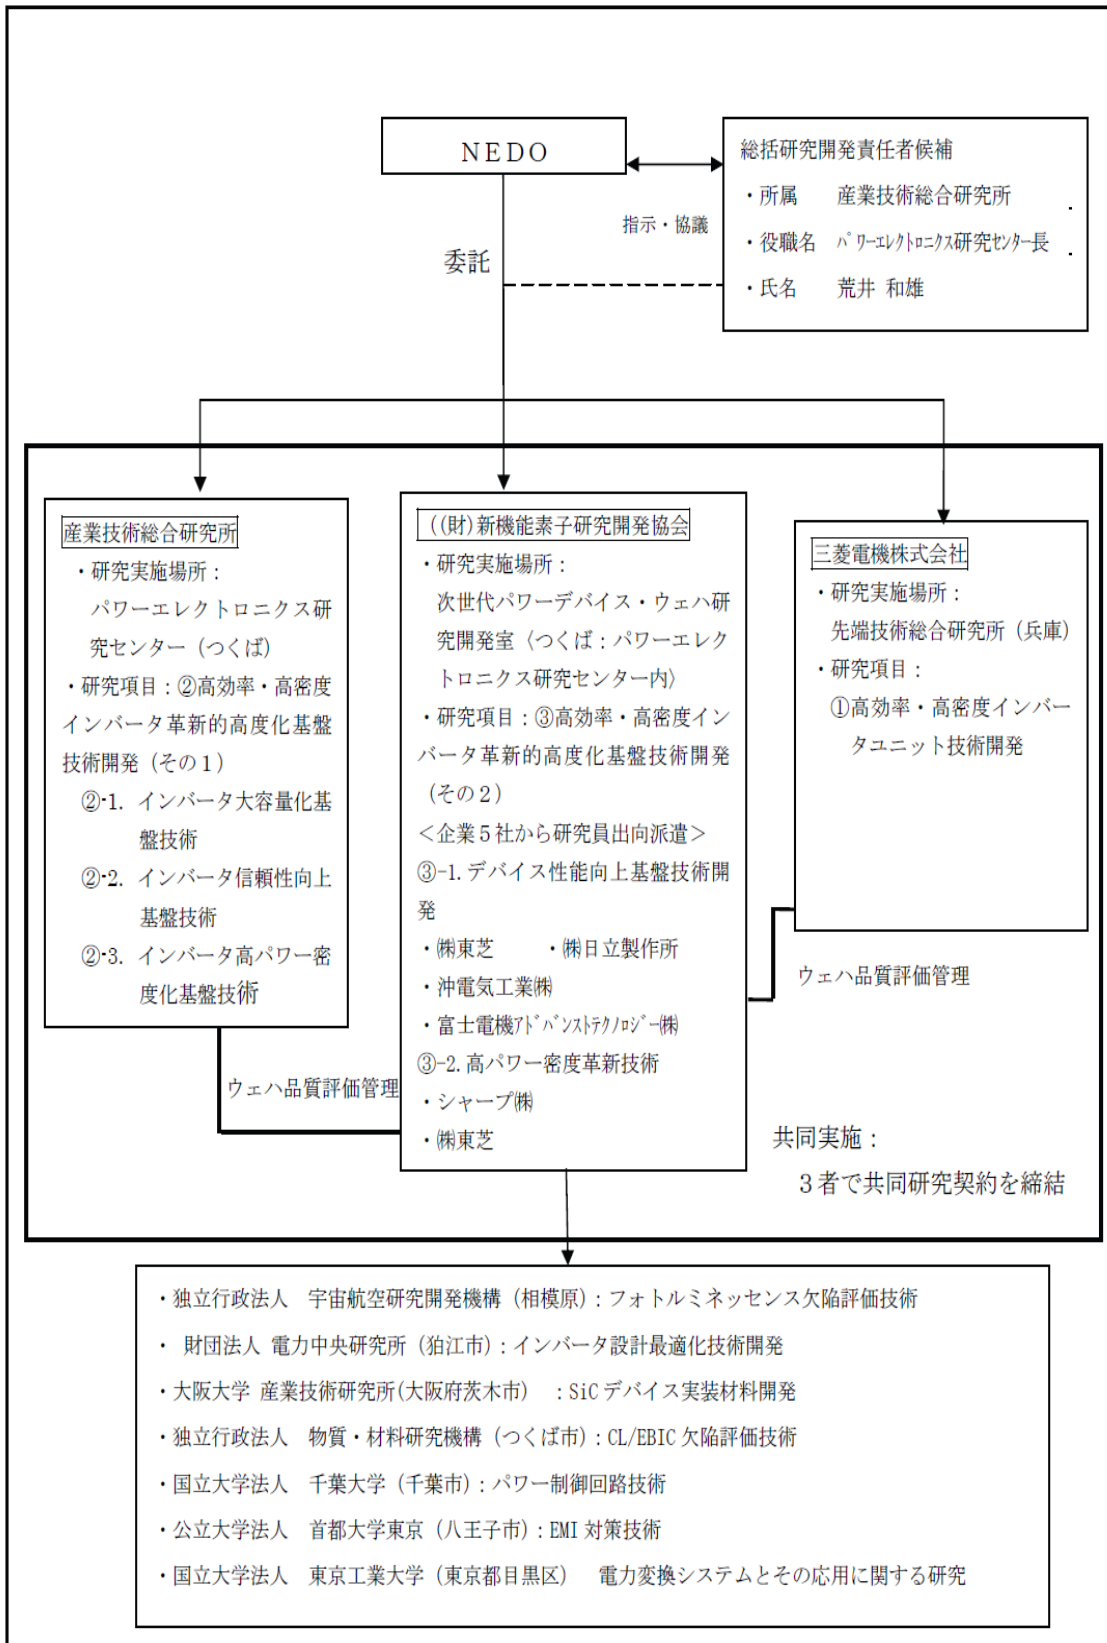 NEDO
総括研究開発責任者候補
・所属　産業技術総合研究所
・役職名　ﾊﾟﾜｰｴﾚｸﾄﾛﾆｸｽ研究ｾﾝﾀｰ長
・氏名　荒井 和雄
指示・協議
委託
産業技術総合研究所
・研究実施場所：
パワーエレクトロニクス研
究センター（つくば）
・研究項目：②高効率・高密度
インバータ革新的高度化基盤
技術開発（その１）
②-1. インバータ大容量化基
盤技術
②-2. インバータ信頼性向上
基盤技術
②-3. インバータ高パワー密
度化基盤技術
（(財)新機能素子研究開発協会
・研究実施場所：
次世代パワーデバイス・ウェハ研
究開発室〈つくば：パワーエレク
トロニクス研究センター内〉
・研究項目：③高効率・高密度イン
バータ革新的高度化基盤技術開発
（その２）
＜企業５社から研究員出向派遣＞
③-1.デバイス性能向上基盤技術開
発
・㈱東芝　　・㈱日立製作所
・沖電気工業㈱
・富士電機ｱﾄﾞﾊﾞﾝｽﾄﾃｸﾉﾛｼﾞｰ㈱
③-2.高パワー密度革新技術
・シャープ㈱
・㈱東芝
三菱電機株式会社
・研究実施場所：
先端技術総合研究所（兵庫）
・研究項目：
①高効率・高密度インバー
タユニット技術開発
ウェハ品質評価管理
ウェハ品質評価管理
共同実施：
３者で共同研究契約を締結
・独立行政法人　宇宙航空研究開発機構（相模原）：フォトルミネッセンス欠陥評価技術
・ 財団法人 電力中央研究所（狛江市）：インバータ設計最適化技術開発
・大阪大学 産業技術研究所(大阪府茨木市)　：SiCデバイス実装材料開発
・独立行政法人　物質・材料研究機構（つくば市）：CL/EBIC 欠陥評価技術
・国立大学法人　千葉大学（千葉市）：パワー制御回路技術
・公立大学法人　首都大学東京（八王子市）：EMI 対策技術
・国立大学法人　東京工業大学（東京都目黒区）　電力変換システムとその応用に関する研究